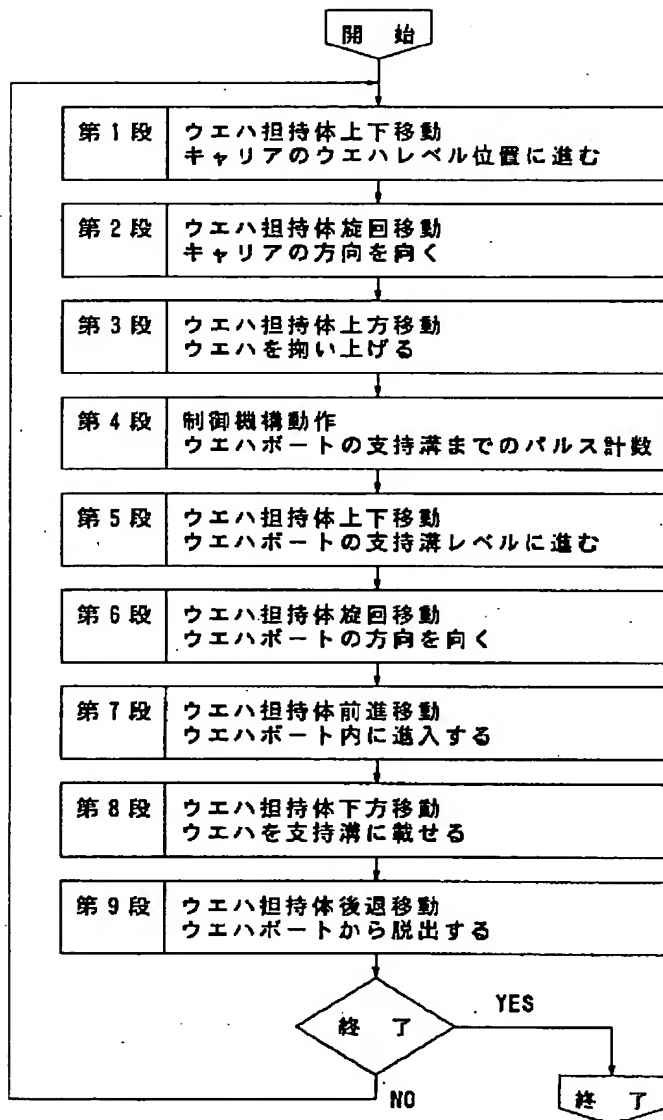 開 始
第1段 ウエハ担持体上下移動
キャリアのウエハレベル位置に進む
第2段 ウエハ担持体旋回移動
キャリアの方向を向く
第3段 ウエハ担持体上方移動
ウエハを掬い上げる
第4段 制御機構動作
ウエハボートの支持溝までのパルス計数
第5段 ウエハ担持体上下移動
ウエハボートの支持溝レベルに進む
第6段 ウエハ担持体旋回移動
ウエハボートの方向を向く
第7段 ウエハ担持体前進移動
ウエハボート内に進入する
第8段 ウエハ担持体下方移動
ウエハを支持溝に載せる
第9段 ウエハ担持体後退移動
ウエハボートから脱出する
終 了
YES
NO
終 了